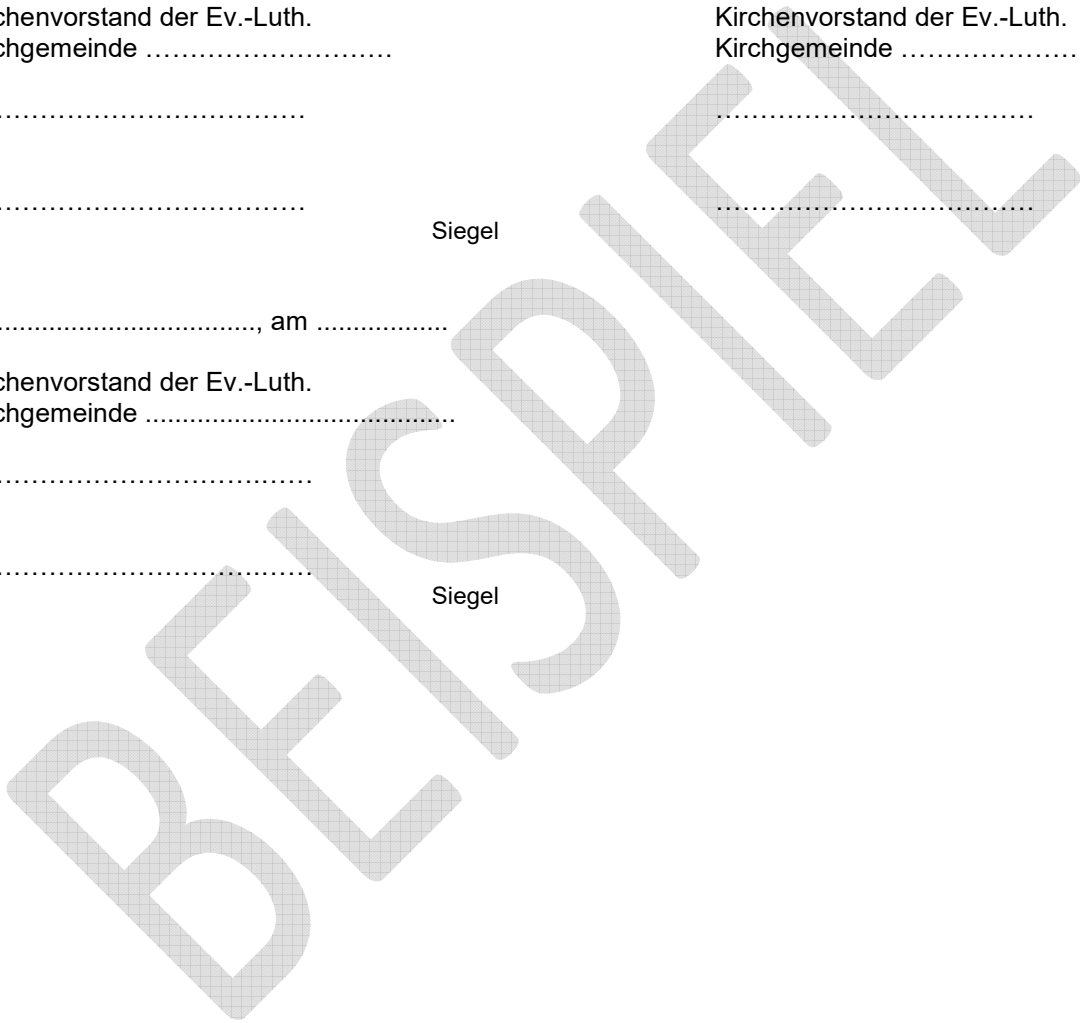 chenvorstand der Ev.-Luth.
chgemeinde ...........................
Kirchenvorstand der Ev.-Luth.
Kirchgemeinde ...................
..................................
..................................
..................................
..................................
Siegel
..................................., am ..................
chenvorstand der Ev.-Luth.
chgemeinde ..........................................
..................................
..................................
Siegel
BEISPIEL